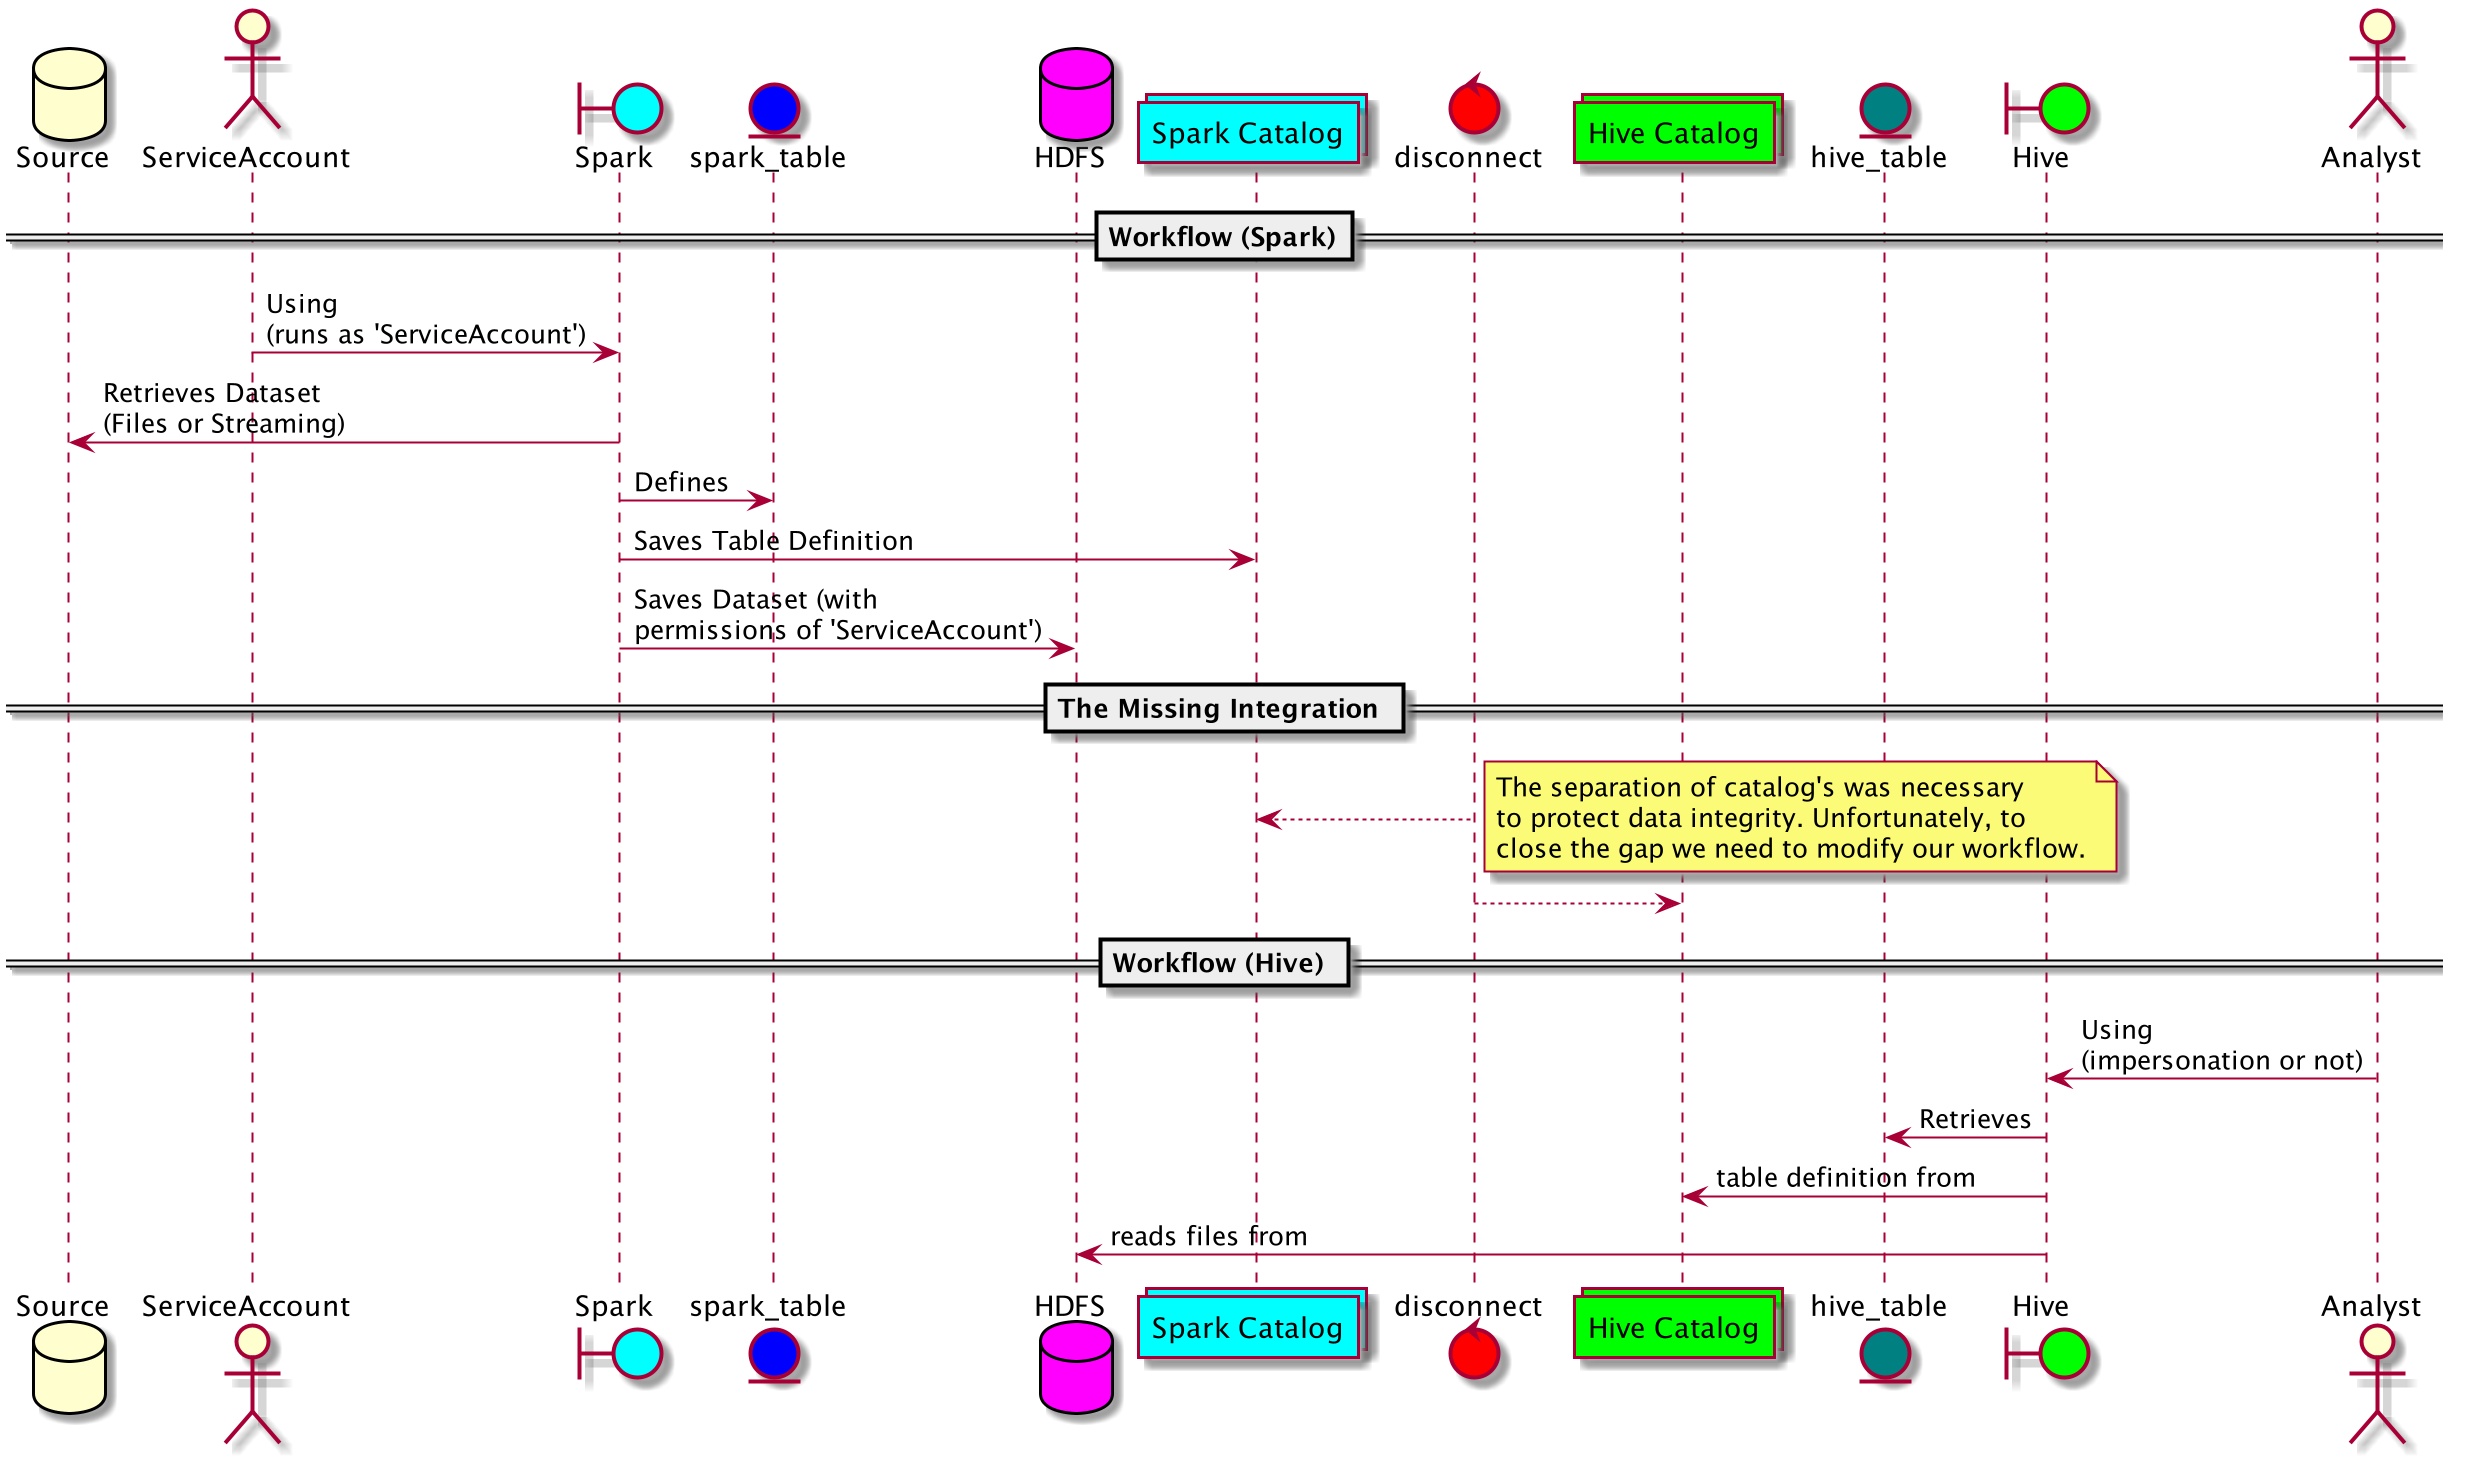 Source
ServiceAccount
Spark
spark_table
HDFS
Spark Catalog
disconnect
Hive Catalog
hive_table
Hive
Analyst
Workflow (Spark)
Using
(runs as 'ServiceAccount')
Retrieves Dataset
(Files or Streaming)
Defines
Saves Table Definition
Saves Dataset (with
permissions of 'ServiceAccount')
The Missing Integration
The separation of catalog's was necessary
to protect data integrity. Unfortunately, to
close the gap we need to modify our workflow.
Workflow (Hive)
Using
(impersonation or not)
Retrieves
table definition from
reads files from
Source
ServiceAccount
Spark
spark_table
HDFS
Spark Catalog
disconnect
Hive Catalog
hive_table
Hive
Analyst